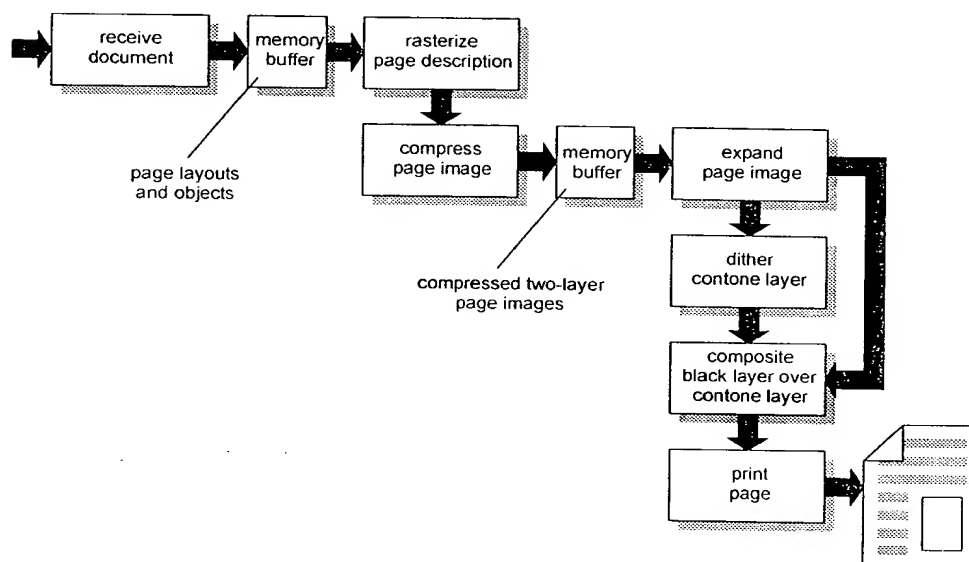 receive
document
memory
buffer
rasterize
page description
page layouts
and objects
compress
page image
memory
buffer
expand
page image
compressed two-layer
page images
dither
contone layer
composite
black layer over
contone layer
print
page